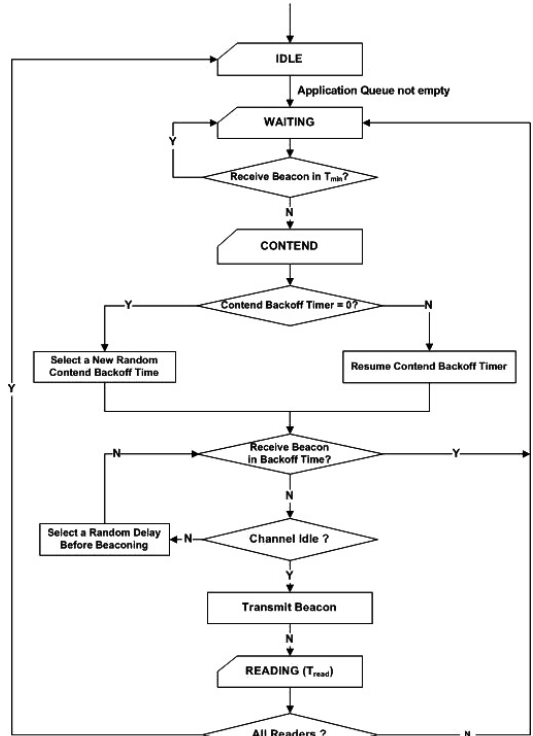 IDLE
Application Queue not empty
WAITING
Y
Receive Beacon in Tmin?
N
CONTEND
Y
Contend Backoff Timer = 0?
N
Select a New Random
Contend Backoff Time
Resume Contend Backoff Timer
Y
N
Receive Beacon
in Backoff Time?
Y
N
Select a Random Delay
Before Beaconing
N
Channel Idle ?
Y
Transmit Beacon
N
READING (Tread)
All Readers ?
N